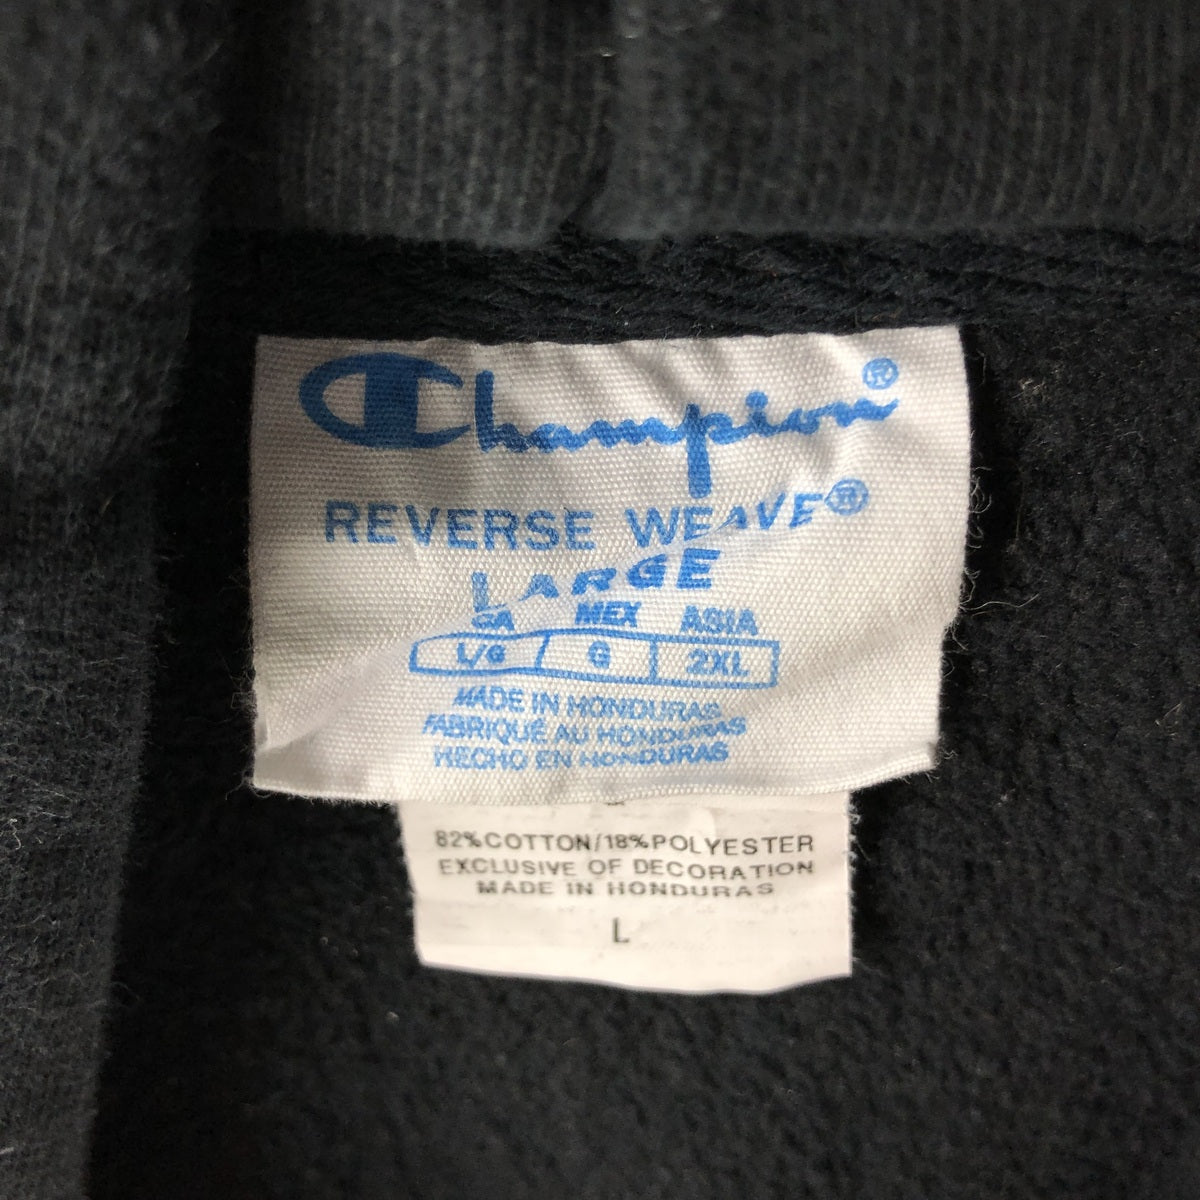 Champion®
REVERSE WEAVE®
LARGE
MEX ASIA
L/G G 2XL
MADE IN HONDURAS
FABRIQUÉ AU HONDURAS
HECHO EN HONDURAS
82%COTTON/18%POLYESTER
EXCLUSIVE OF DECORATION
MADE IN HONDURAS
L